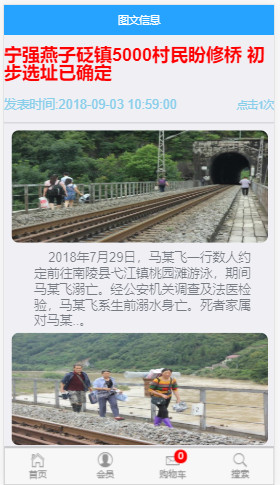 图文信息
宁强燕子砭镇5000村民盼修桥 初
步选址已确定
发表时间:2018-09-03 10:59:00
点击1次
2018年7月29日，马某飞一行数人约
定前往南陵县弋江镇桃园滩游泳，期间
马某飞溺亡。经公安机关调查及法医检
验，马某飞系生前溺水身亡。死者家属
对马某..。
0
首页
会员
购物车
搜索